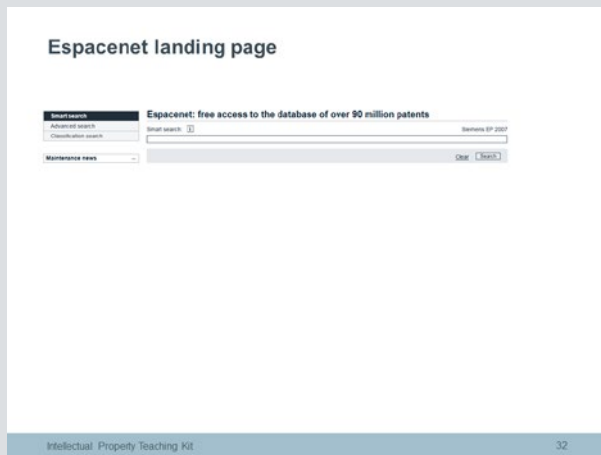 Espacenet landing page
Smart search
Advanced search
Classification search
Maintenance news
Espacenet: free access to the database of over 90 million patents
Smart search: i
Siemens EP 2007
Clear Search
Intellectual Property Teaching Kit 32